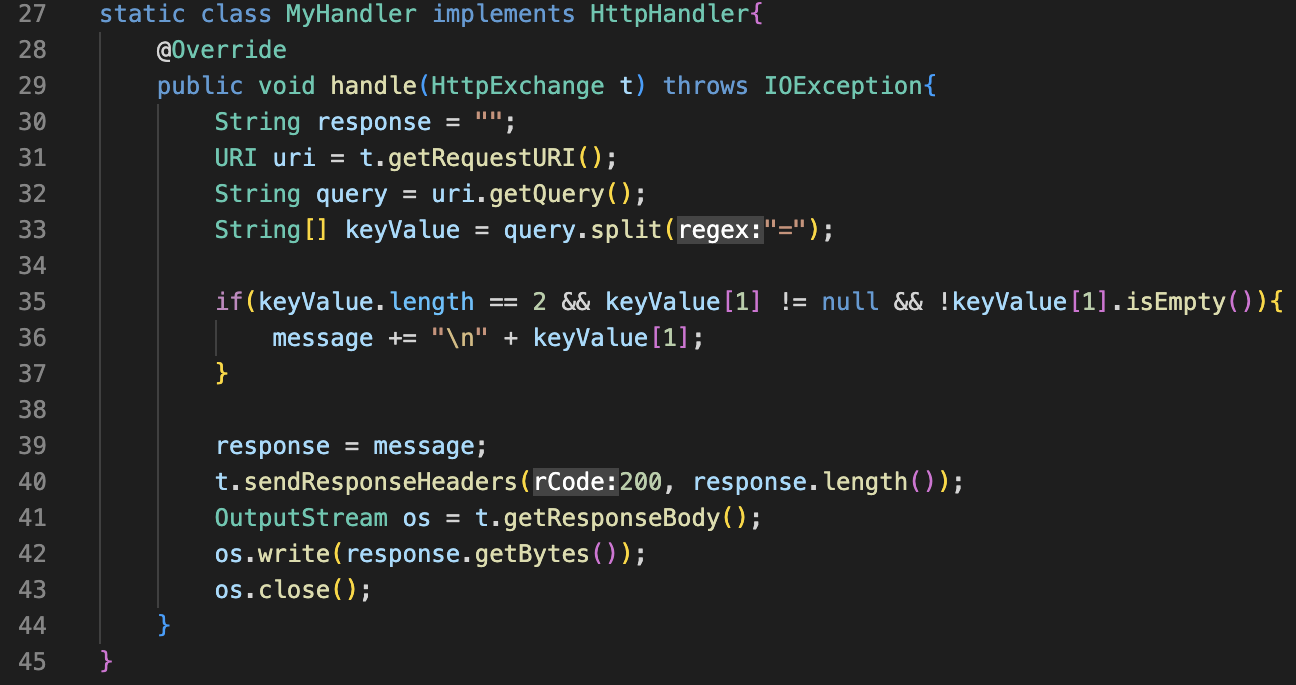 27 static class MyHandler implements HttpHandler{
28 @Override
29 public void handle(HttpExchange t) throws IOException{
30 String response = "";
31 URI uri = t.getRequestURI();
32 String query = uri.getQuery();
33 String[] keyValue = query.split(regex:"=");
34
35 if(keyValue.length == 2 && keyValue[1] != null && !keyValue[1].isEmpty()){
36 message += "\n" + keyValue[1];
37 }
38
39 response = message;
40 t.sendResponseHeaders(rCode:200, response.length());
41 OutputStream os = t.getResponseBody();
42 os.write(response.getBytes());
43 os.close();
44 }
45 }